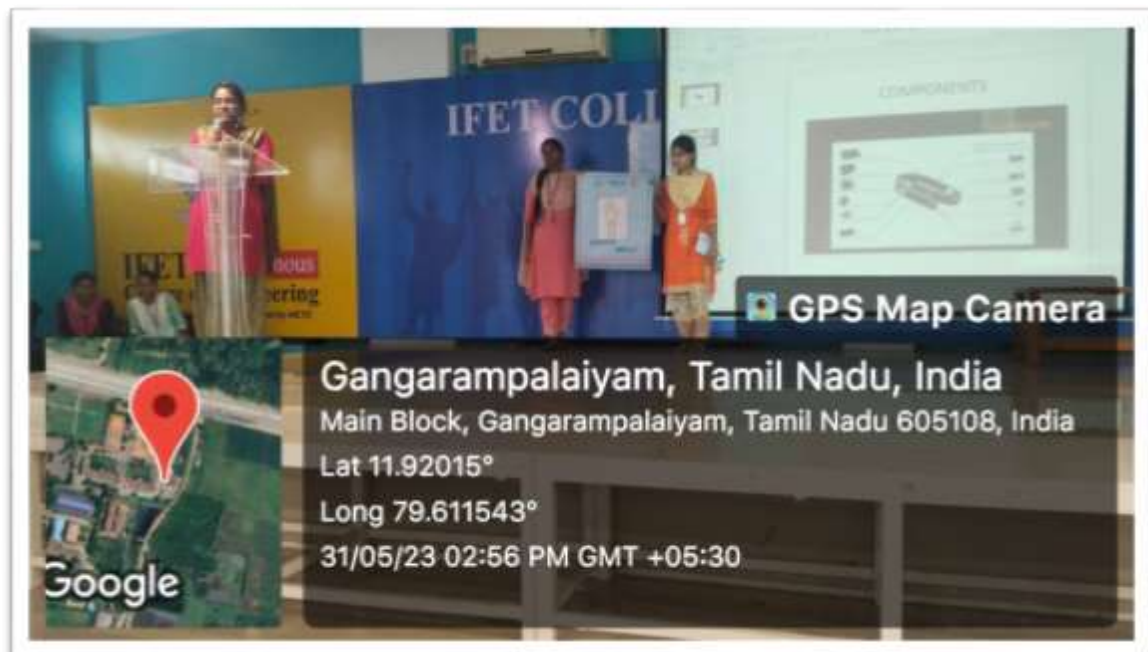 IFET COLL
COMPONENTS
IFET
nous
ering
GPS Map Camera
Gangarampalaiyam, Tamil Nadu, India
Main Block, Gangarampalaiyam, Tamil Nadu 605108, India
Lat 11.92015°
Long 79.611543°
31/05/23 02:56 PM GMT +05:30
Google